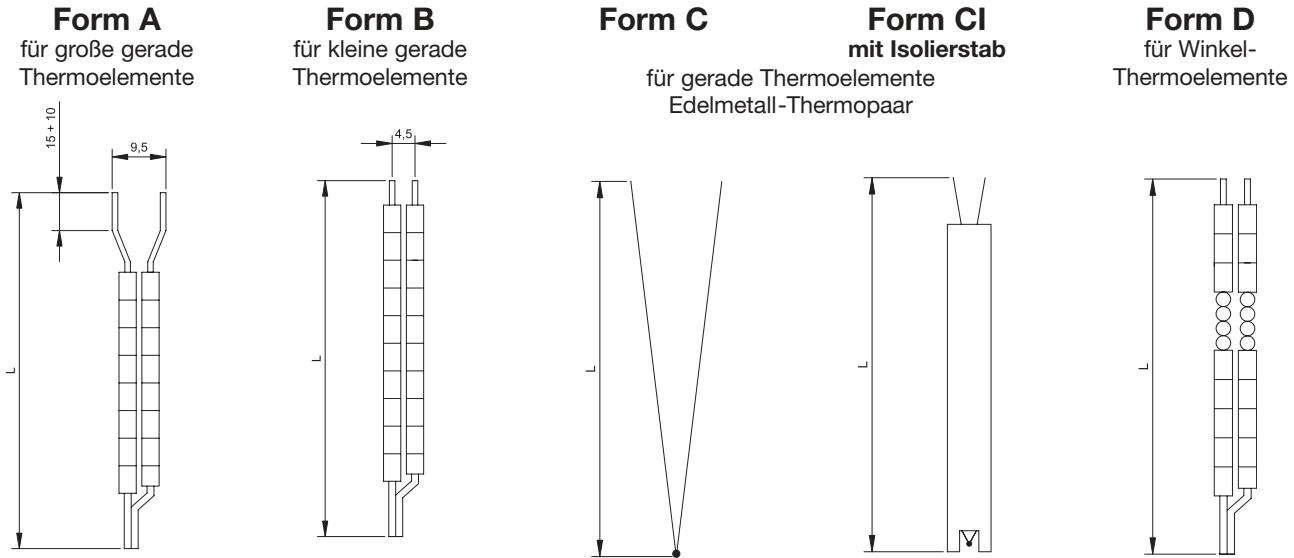 Form A
für große gerade
Thermoelemente
Form B
für kleine gerade
Thermoelemente
Form C
Form CI
mit Isolierstab
für gerade Thermoelemente
Edelmetall-Thermopaar
Form D
für Winkel-
Thermoelemente
15 + 10
9,5
L
4,5
L
L
L
L